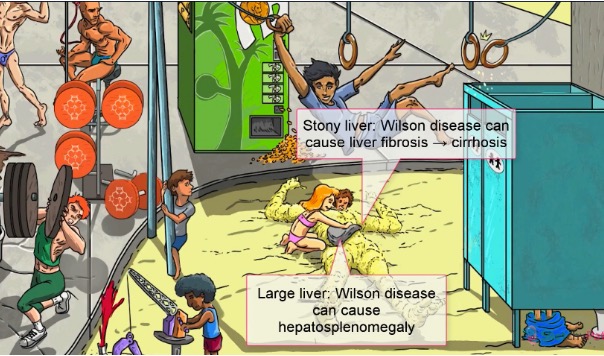 Stony liver: Wilson disease can
cause liver fibrosis → cirrhosis
Large liver: Wilson disease
can cause
hepatosplenomegaly